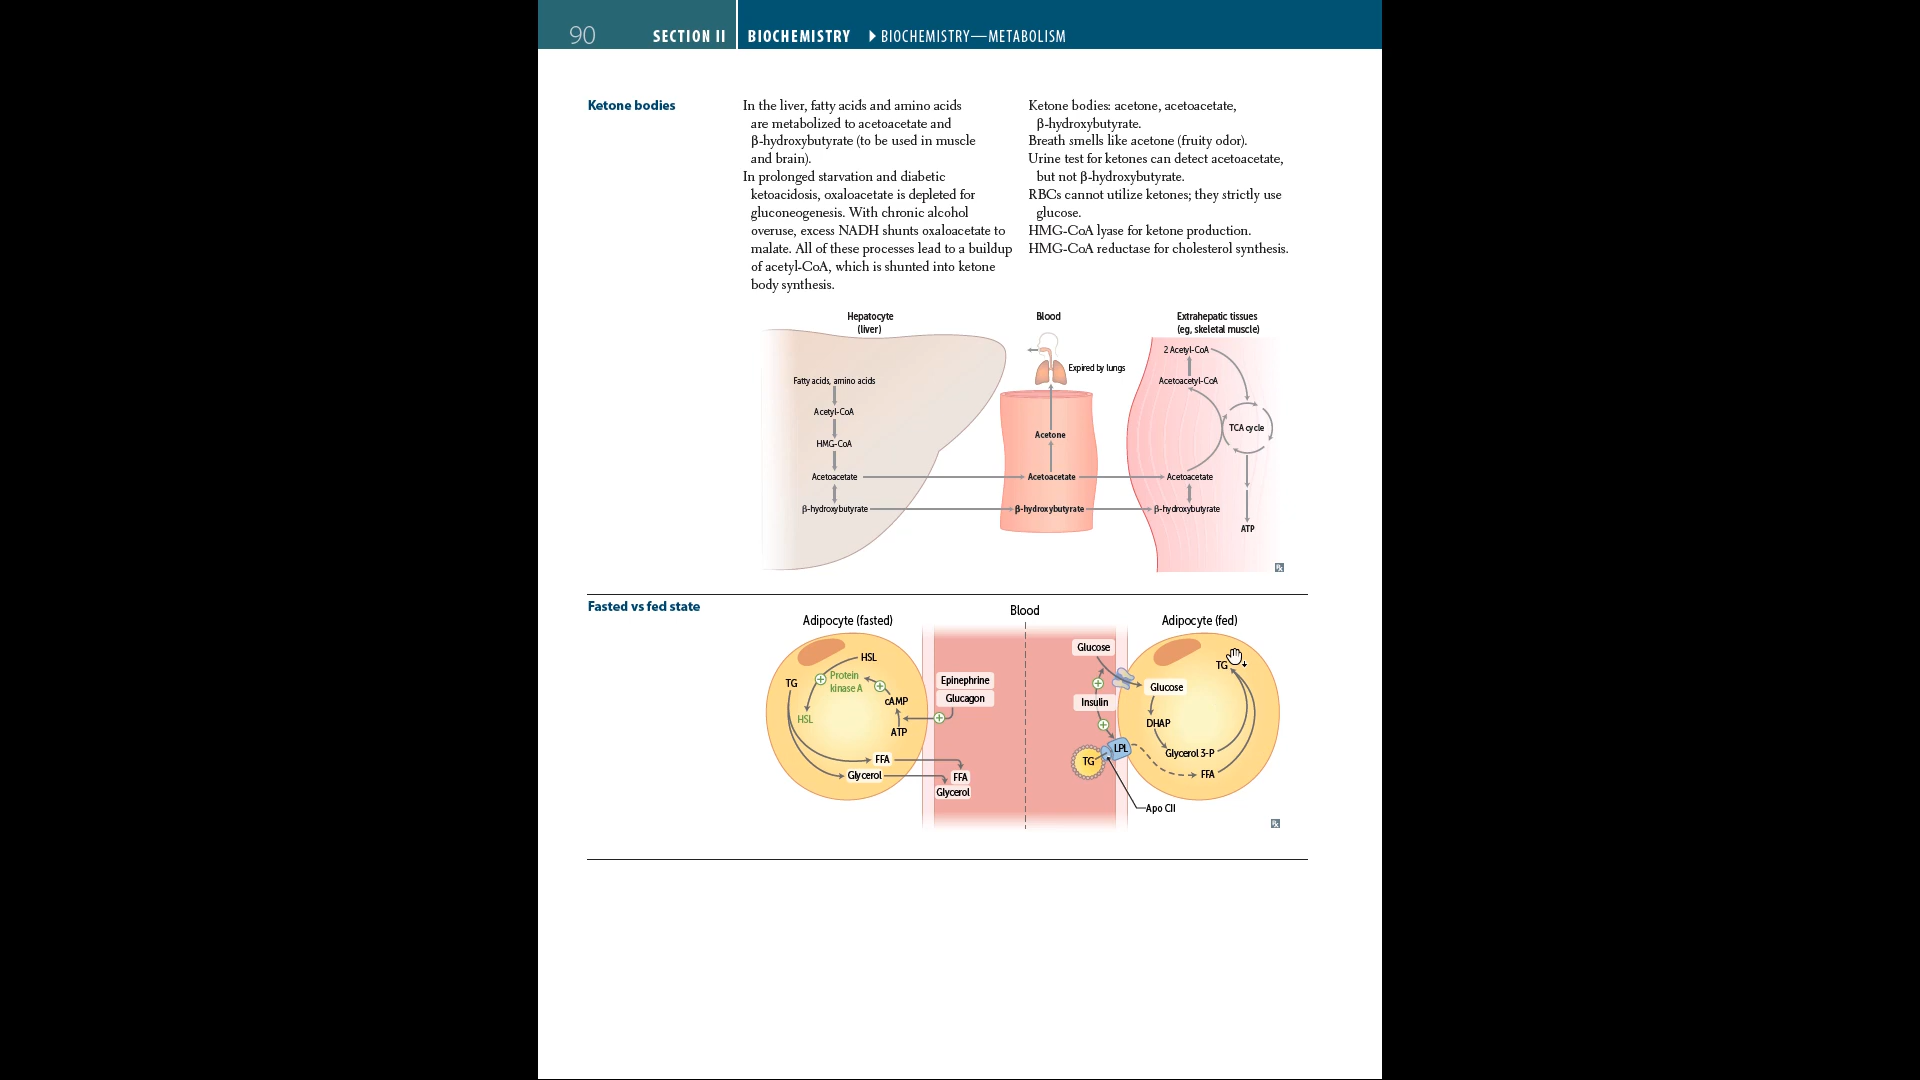 90
SECTION II
BIOCHEMISTRY
BIOCHEMISTRY—METABOLISM
Ketone bodies
In the liver, fatty acids and amino acids
are metabolized to acetoacetate and
β-hydroxybutyrate (to be used in muscle
and brain).
In prolonged starvation and diabetic
ketoacidosis, oxaloacetate is depleted for
gluconeogenesis. With chronic alcohol
overuse, excess NADH shunts oxaloacetate to
malate. All of these processes lead to a buildup
of acetyl-CoA, which is shunted into ketone
body synthesis.
Ketone bodies: acetone, acetoacetate,
β-hydroxybutyrate.
Breath smells like acetone (fruity odor).
Urine test for ketones can detect acetoacetate,
but not β-hydroxybutyrate.
RBCs cannot utilize ketones; they strictly use
glucose.
HMG-CoA lyase for ketone production.
HMG-CoA reductase for cholesterol synthesis.
Hepatocyte
(liver)
Fatty acids, amino acids
Acetyl-CoA
HMG-CoA
Acetoacetate
β-hydroxybutyrate
Blood
Expired by lungs
Acetone
Acetoacetate
β-hydroxybutyrate
Extrahepatic tissues
(eg, skeletal muscle)
2 Acetyl-CoA
Acetoacetyl-CoA
TCA cycle
Acetoacetate
β-hydroxybutyrate
ATP
Rx
Fasted vs fed state
Adipocyte (fasted)
HSL
Protein
kinase A
TG
cAMP
HSL
ATP
FFA
Glycerol
Blood
Epinephrine
Glucagon
FFA
Glycerol
Glucose
Insulin
TG
LPL
Apo CII
Adipocyte (fed)
TG
Glucose
DHAP
Glycerol 3-P
FFA
Rx